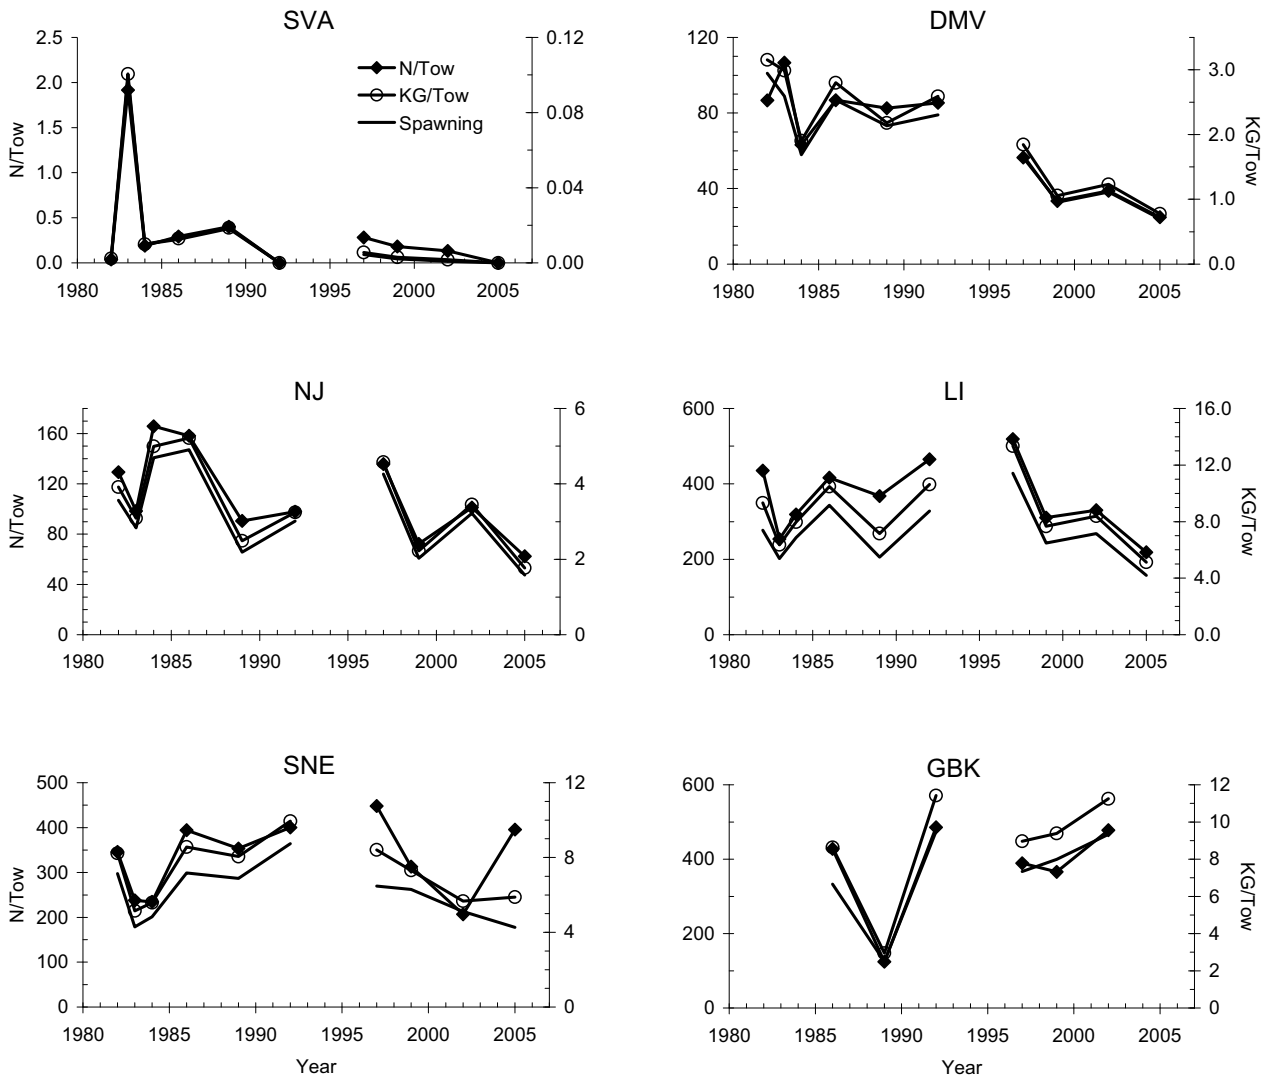 SVA
2.5
2.0
1.5
1.0
0.5
0.0
N/Tow
0.12
0.08
0.04
0.00
N/Tow
KG/Tow
Spawning
1980 1985 1990 1995 2000 2005
DMV
120
80
40
0
3.0
2.0
1.0
0.0
KG/Tow
1980 1985 1990 1995 2000 2005
NJ
160
120
80
40
0
N/Tow
6
4
2
0
1980 1985 1990 1995 2000 2005
LI
600
400
200
0
16.0
12.0
8.0
4.0
0.0
KG/Tow
1980 1985 1990 1995 2000 2005
SNE
500
400
300
200
100
0
N/Tow
12
8
4
0
1980 1985 1990 1995 2000 2005
Year
GBK
600
400
200
0
12
10
8
6
4
2
0
KG/Tow
1980 1985 1990 1995 2000 2005
Year